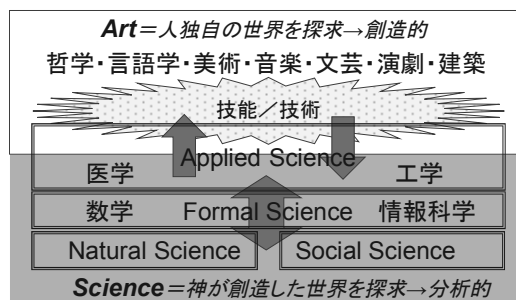 Art＝人独自の世界を探求→創造的
哲学・言語学・美術・音楽・文芸・演劇・建築
技能／技術
Applied Science
医学 工学
数学 Formal Science 情報科学
Natural Science Social Science
Science＝神が創造した世界を探求→分析的